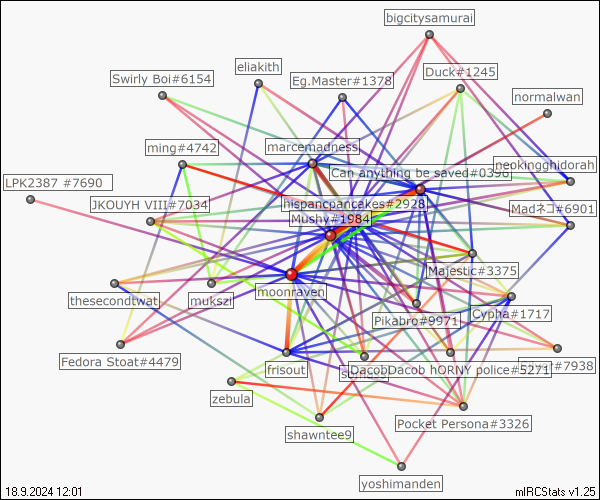 bigcitysamurai
eliakith
Swirly Boi#6154
Eg.Master#1378
Duck#1245
normalwan
ming#4742
marcemadness
Can anything be saved#0398
neokingghidorah
LPK2387 #7690
JKOUYH VIII#7034
hispancpancakes#2928
Mushy#1984
Madネコ#6901
Majestic#3375
thesecondtwat
mukszi
moonraven
Pikabro#9971
Cypha#1717
Fedora Stoat#4479
frisout
DacobDacob hORNY police#5271
#7938
zebula
shawntee9
Pocket Persona#3326
yoshimanden
18.9.2024 12:01
mIRCStats v1.25